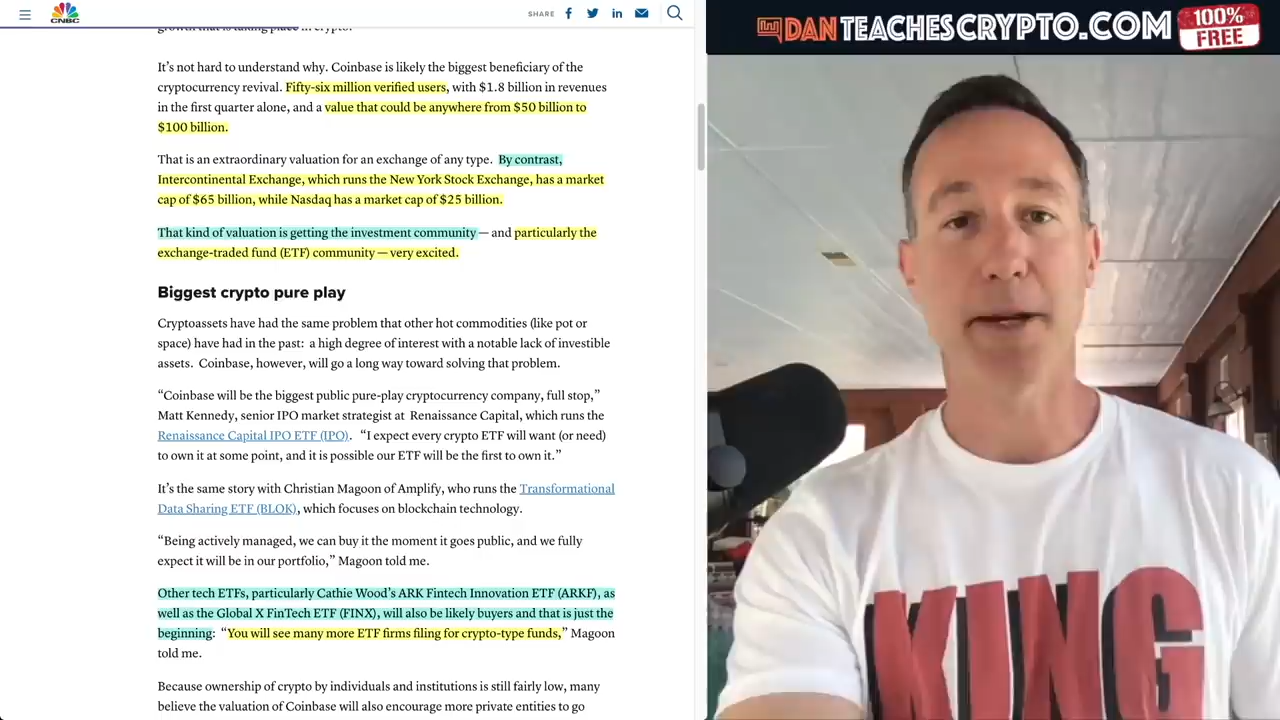 CNBC
SHARE
growth that is taking place in crypto.
It’s not hard to understand why. Coinbase is likely the biggest beneficiary of the
cryptocurrency revival. Fifty-six million verified users, with $1.8 billion in revenues
in the first quarter alone, and a value that could be anywhere from $50 billion to
$100 billion.
That is an extraordinary valuation for an exchange of any type. By contrast,
Intercontinental Exchange, which runs the New York Stock Exchange, has a market
cap of $65 billion, while Nasdaq has a market cap of $25 billion.
That kind of valuation is getting the investment community — and particularly the
exchange-traded fund (ETF) community — very excited.
Biggest crypto pure play
Cryptoassets have had the same problem that other hot commodities (like pot or
space) have had in the past: a high degree of interest with a notable lack of investible
assets. Coinbase, however, will go a long way toward solving that problem.
“Coinbase will be the biggest public pure-play cryptocurrency company, full stop,”
Matt Kennedy, senior IPO market strategist at Renaissance Capital, which runs the
Renaissance Capital IPO ETF (IPO). “I expect every crypto ETF will want (or need)
to own it at some point, and it is possible our ETF will be the first to own it.”
It’s the same story with Christian Magoon of Amplify, who runs the Transformational
Data Sharing ETF (BLOK), which focuses on blockchain technology.
“Being actively managed, we can buy it the moment it goes public, and we fully
expect it will be in our portfolio,” Magoon told me.
Other tech ETFs, particularly Cathie Wood’s ARK Fintech Innovation ETF (ARKF), as
well as the Global X FinTech ETF (FINX), will also be likely buyers and that is just the
beginning: “You will see many more ETF firms filing for crypto-type funds,” Magoon
told me.
Because ownership of crypto by individuals and institutions is still fairly low, many
believe the valuation of Coinbase will also encourage more private entities to go
DANTEACHESCRYPTO.COM
100%
FREE
KING